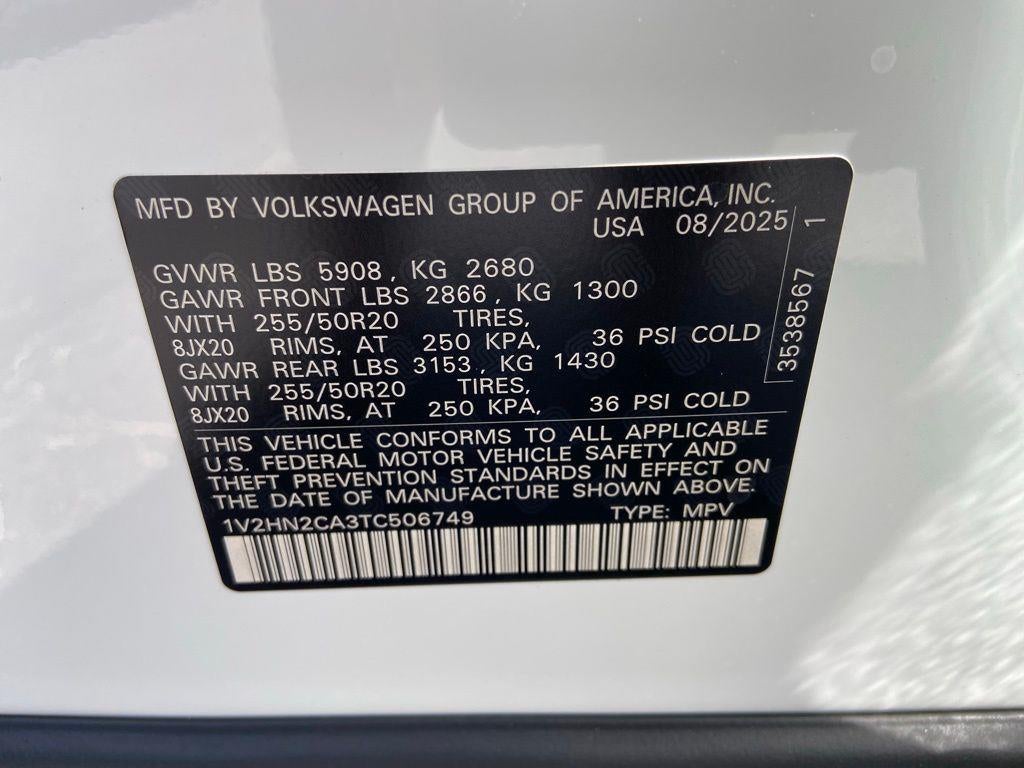 MFD BY VOLKSWAGEN GROUP OF AMERICA, INC.
USA 08/2025
GVWR LBS 5908, KG 2680
GAWR FRONT LBS 2866, KG 1300
WITH 255/50R20 TIRES,
8JX20 RIMS, AT 250 KPA, 36 PSI COLD
GAWR REAR LBS 3153, KG 1430
WITH 255/50R20 TIRES,
8JX20 RIMS, AT 250 KPA, 36 PSI COLD
3538567 1
THIS VEHICLE CONFORMS TO ALL APPLICABLE
U.S. FEDERAL MOTOR VEHICLE SAFETY AND
THEFT PREVENTION STANDARDS IN EFFECT ON
THE DATE OF MANUFACTURE SHOWN ABOVE.
1V2HN2CA3TC506749 TYPE: MPV